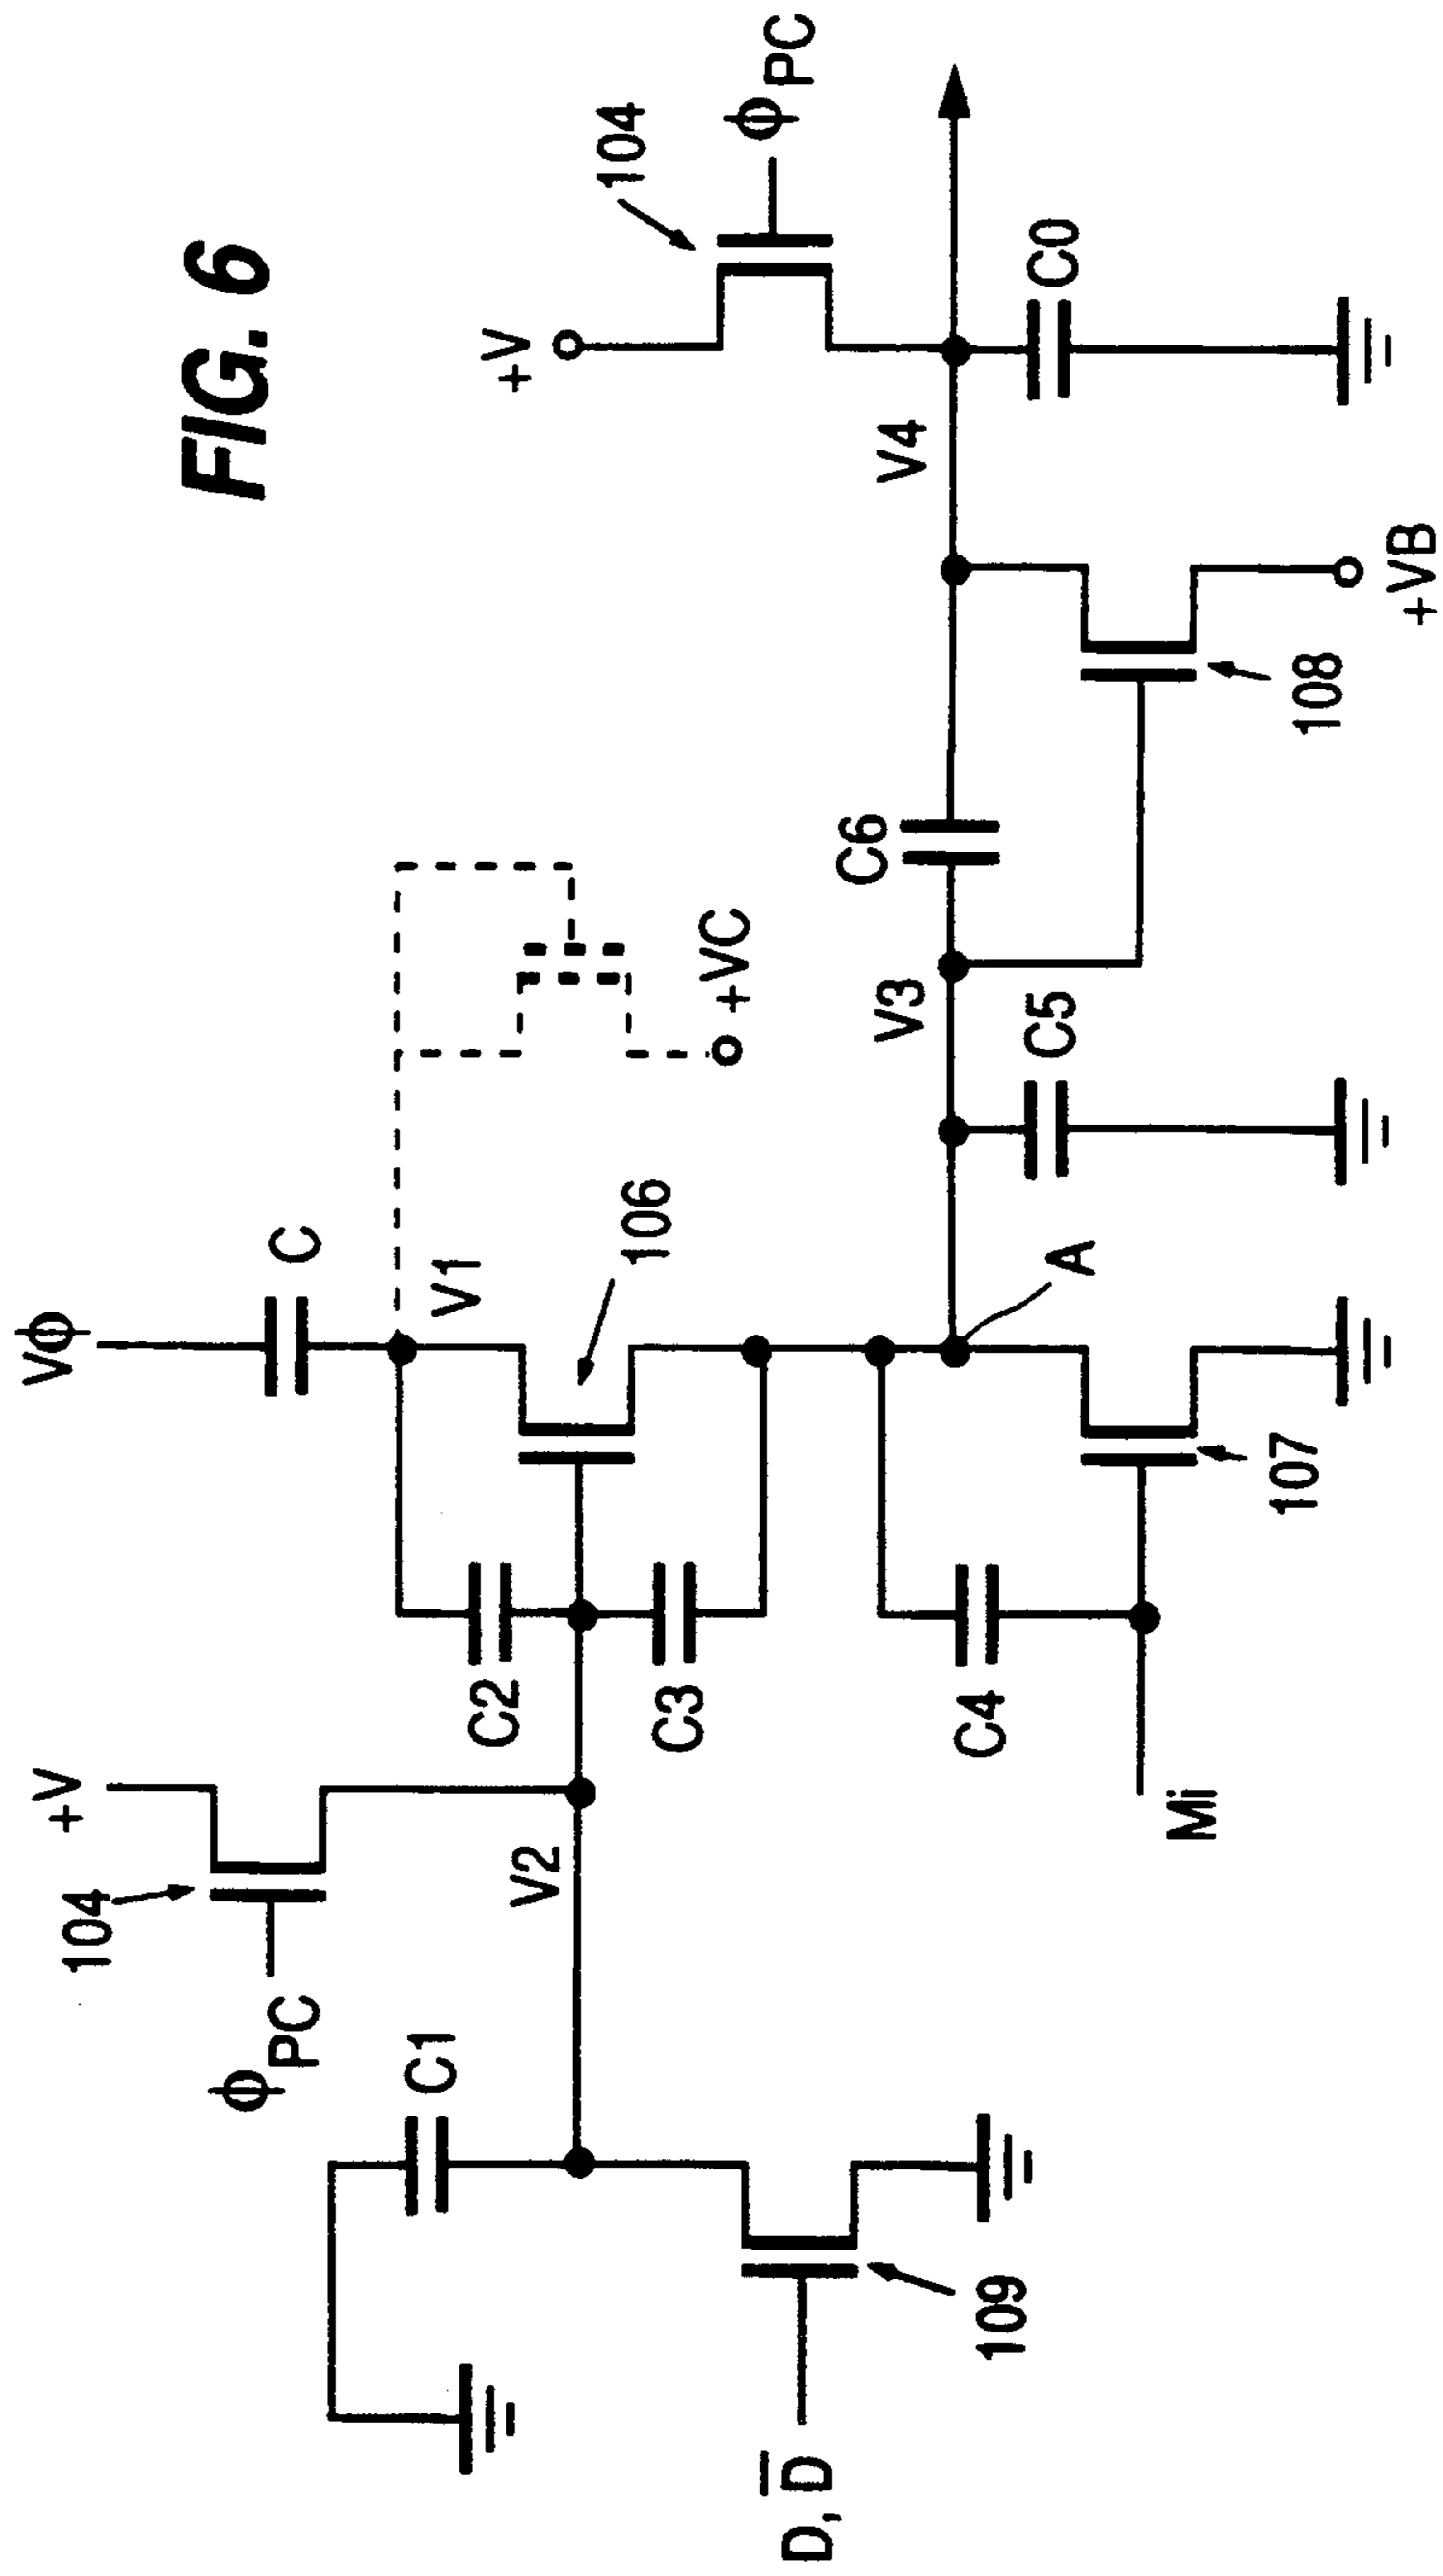 FIG. 6
D, D̅
109
C1
ϕPC
104
+V
V2
C2
C3
C4
Mi
Vϕ
C
V1
106
107
A
+VC
V3
C5
C6
108
+VB
V4
C0
+V
104
ϕPC